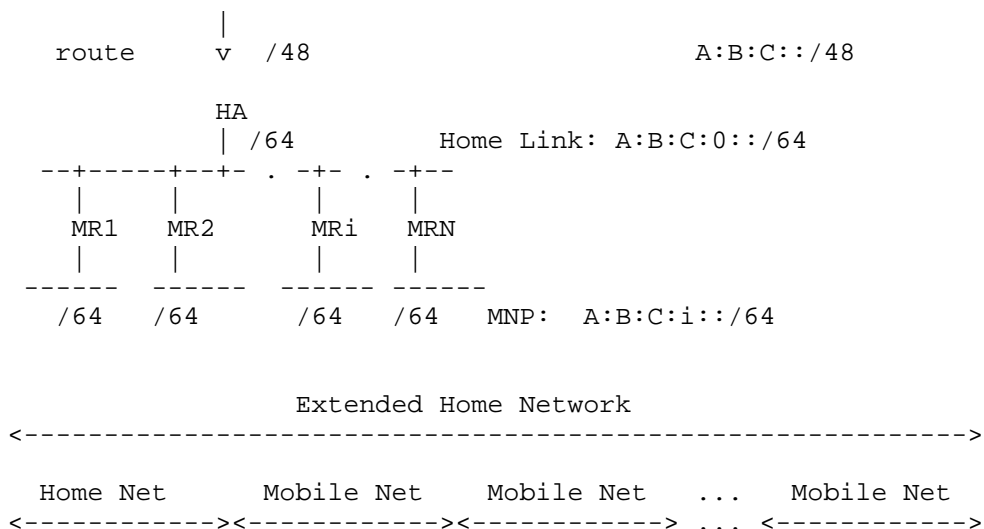 |
route v /48 A:B:C::/48
HA
| /64 Home Link: A:B:C:0::/64
--+-----+--+- . -+- . -+--
| | | |
MR1 MR2 MRi MRN
| | | |
------ ------ ------ ------
/64 /64 /64 /64 MNP: A:B:C:i::/64
Extended Home Network
<----------------------------------------------------------->
Home Net Mobile Net Mobile Net ... Mobile Net
<------------><------------><------------> ... <------------>